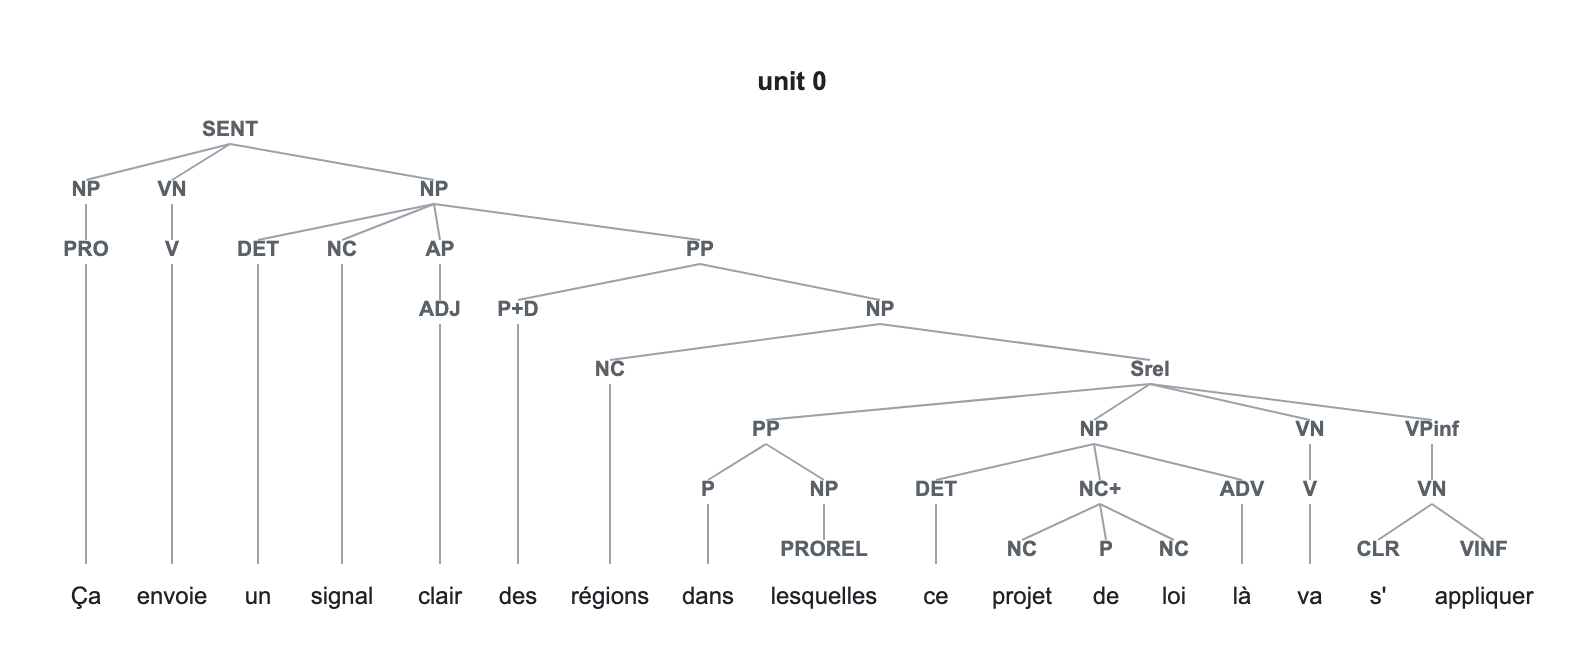 unit 0
SENT
NP VN NP
PRO V DET NC AP PP
ADJ P+D NP
NC Srel
PP NP VN VPinf
P NP DET NC+ ADV V VN
PROREL NC P NC CLR VINF
Ça envoie un signal clair des régions dans lesquelles ce projet de loi là va s' appliquer